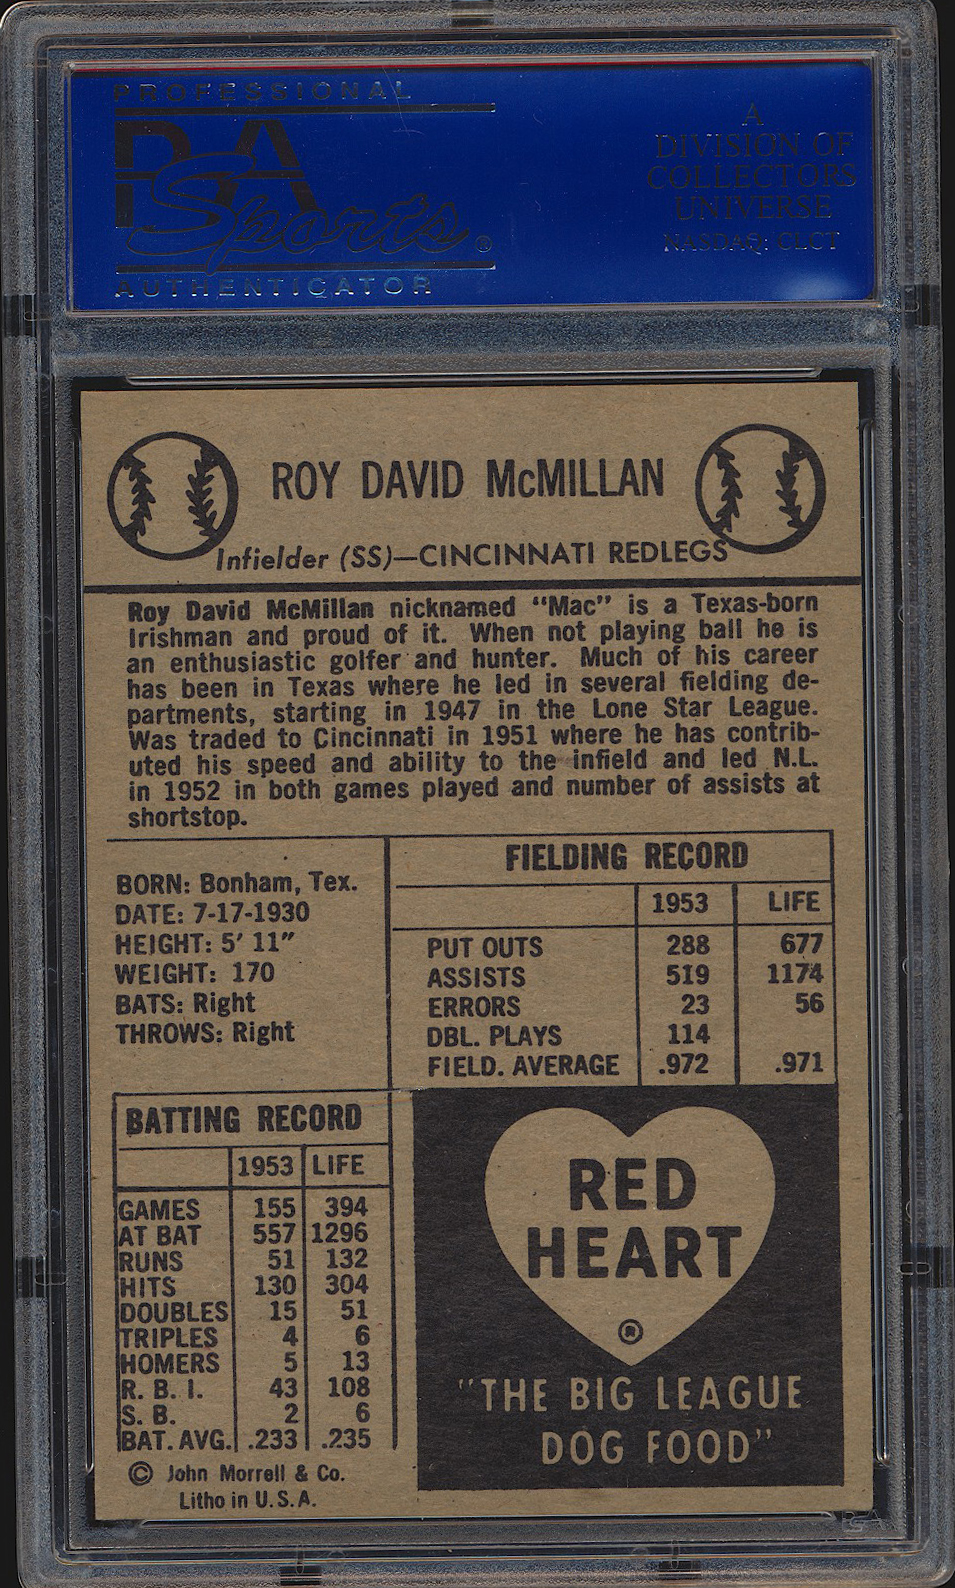 PROFESSIONAL
PSA
Sports ®
AUTHENTICATOR
A
DIVISION OF
COLLECTORS
UNIVERSE
NASDAQ: CLCT
ROY DAVID McMILLAN
Infielder (SS)—CINCINNATI REDLEGS
Roy David McMillan nicknamed "Mac" is a Texas-born
Irishman and proud of it. When not playing ball he is
an enthusiastic golfer and hunter. Much of his career
has been in Texas where he led in several fielding de-
partments, starting in 1947 in the Lone Star League.
Was traded to Cincinnati in 1951 where he has contrib-
uted his speed and ability to the infield and led N.L.
in 1952 in both games played and number of assists at
shortstop.
BORN: Bonham, Tex.
DATE: 7-17-1930
HEIGHT: 5' 11"
WEIGHT: 170
BATS: Right
THROWS: Right
FIELDING RECORD
1953 LIFE
PUT OUTS 288 677
ASSISTS 519 1174
ERRORS 23 56
DBL. PLAYS 114
FIELD. AVERAGE .972 .971
BATTING RECORD
1953 LIFE
GAMES 155 394
AT BAT 557 1296
RUNS 51 132
HITS 130 304
DOUBLES 15 51
TRIPLES 4 6
HOMERS 5 13
R. B. I. 43 108
S. B. 2 6
BAT. AVG. .233 .235
© John Morrell & Co.
Litho in U.S.A.
RED
HEART
®
"THE BIG LEAGUE
DOG FOOD"
PSA